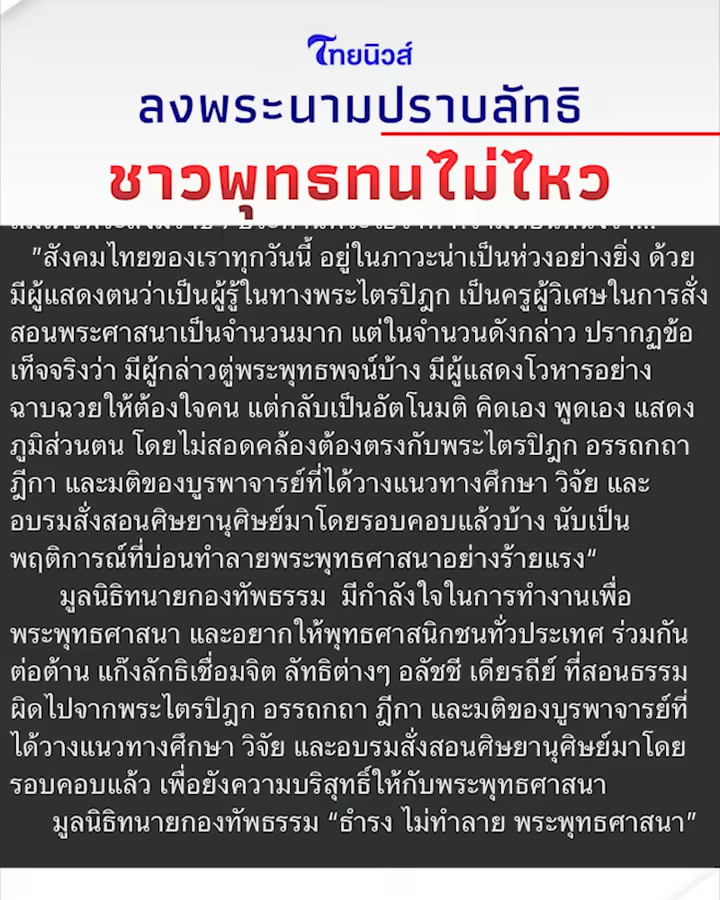 ไทยนิวส์
ลงพระนามปราบลัทธิ
ชาวพุทธทนไม่ไหว
"สังคมไทยของเราทุกวันนี้ อยู่ในภาวะน่าเป็นห่วงอย่างยิ่ง ด้วย
มีผู้แสดงตนว่าเป็นผู้รู้ในทางพระไตรปิฎก เป็นครูผู้วิเศษในการสั่ง
สอนพระศาสนาเป็นจำนวนมาก แต่ในจำนวนดังกล่าว ปรากฏข้อ
เท็จจริงว่า มีผู้กล่าวตู่พระพุทธพจน์บ้าง มีผู้แสดงโวหารอย่าง
ฉาบฉวยให้ต้องใจคน แต่กลับเป็นอัตโนมติ คิดเอง พูดเอง แสดง
ภูมิส่วนตน โดยไม่สอดคล้องต้องตรงกับพระไตรปิฎก อรรถกถา
ฎีกา และมติของบูรพาจารย์ที่ได้วางแนวทางศึกษา วิจัย และ
อบรมสั่งสอนศิษยานุศิษย์มาโดยรอบคอบแล้วบ้าง นับเป็น
พฤติการณ์ที่บ่อนทำลายพระพุทธศาสนาอย่างร้ายแรง"
มูลนิธิทนายกองทัพธรรม มีกำลังใจในการทำงานเพื่อ
พระพุทธศาสนา และอยากให้พุทธศาสนิกชนทั่วประเทศ ร่วมกัน
ต่อต้าน แก๊งลักธิเชื่อมจิต ลัทธิต่างๆ อลัชชี เดียรถีย์ ที่สอนธรรม
ผิดไปจากพระไตรปิฎก อรรถกถา ฎีกา และมติของบูรพาจารย์ที่
ได้วางแนวทางศึกษา วิจัย และอบรมสั่งสอนศิษยานุศิษย์มาโดย
รอบคอบแล้ว เพื่อยังความบริสุทธิ์ให้กับพระพุทธศาสนา
มูลนิธิทนายกองทัพธรรม "ธำรง ไม่ทำลาย พระพุทธศาสนา"